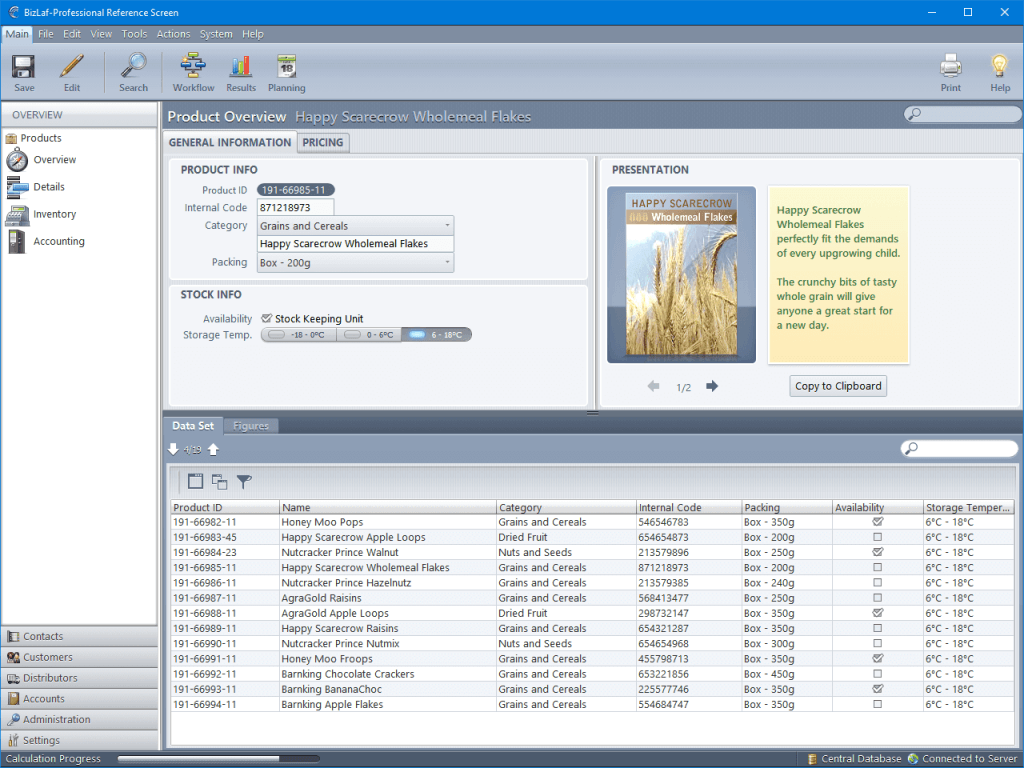 BizLaf-Professional Reference Screen
Main File Edit View Tools Actions System Help
Save Edit Search Workflow Results Planning Print Help
18
OVERVIEW
Products
Overview
Details
Inventory
Accounting
Contacts
Customers
Distributors
Accounts
Administration
Settings
Product Overview Happy Scarecrow Wholemeal Flakes
GENERAL INFORMATION PRICING
PRODUCT INFO
Product ID 191-66985-11
Internal Code 871218973
Category Grains and Cereals
Happy Scarecrow Wholemeal Flakes
Packing Box - 200g
STOCK INFO
Availability Stock Keeping Unit
Storage Temp. -18 - 0°C 0 - 6°C 6 - 18°C
PRESENTATION
HAPPY SCARECROW
Wholemeal Flakes
Happy Scarecrow
Wholemeal Flakes
perfectly fit the demands
of every upgrowing child.
The crunchy bits of tasty
whole grain will give
anyone a great start for
a new day.
1/2
Copy to Clipboard
Data Set Figures
4/13
Product ID Name Category Internal Code Packing Availability Storage Temper...
191-66982-11 Honey Moo Pops Grains and Cereals 546546783 Box - 350g 6°C - 18°C
191-66983-45 Happy Scarecrow Apple Loops Dried Fruit 654654873 Box - 200g 6°C - 18°C
191-66984-23 Nutcracker Prince Walnut Nuts and Seeds 213579896 Box - 250g 6°C - 18°C
191-66985-11 Happy Scarecrow Wholemeal Flakes Grains and Cereals 871218973 Box - 200g 6°C - 18°C
191-66986-11 Nutcracker Prince Hazelnutz Grains and Cereals 213579385 Box - 240g 6°C - 18°C
191-66987-11 AgraGold Raisins Grains and Cereals 568413477 Box - 250g 6°C - 18°C
191-66988-11 AgraGold Apple Loops Dried Fruit 298732147 Box - 350g 6°C - 18°C
191-66989-11 Happy Scarecrow Raisins Grains and Cereals 654321287 Box - 350g 6°C - 18°C
191-66990-11 Nutcracker Prince Nutmix Nuts and Seeds 654654968 Box - 300g 6°C - 18°C
191-66991-11 Honey Moo Froops Grains and Cereals 455798713 Box - 350g 6°C - 18°C
191-66992-11 Barnking Chocolate Crackers Grains and Cereals 653221856 Box - 450g 6°C - 18°C
191-66993-11 Barnking BananaChoc Grains and Cereals 225577746 Box - 350g 6°C - 18°C
191-66994-11 Barnking Apple Flakes Grains and Cereals 554684747 Box - 350g 6°C - 18°C
Calculation Progress Central Database Connected to Server